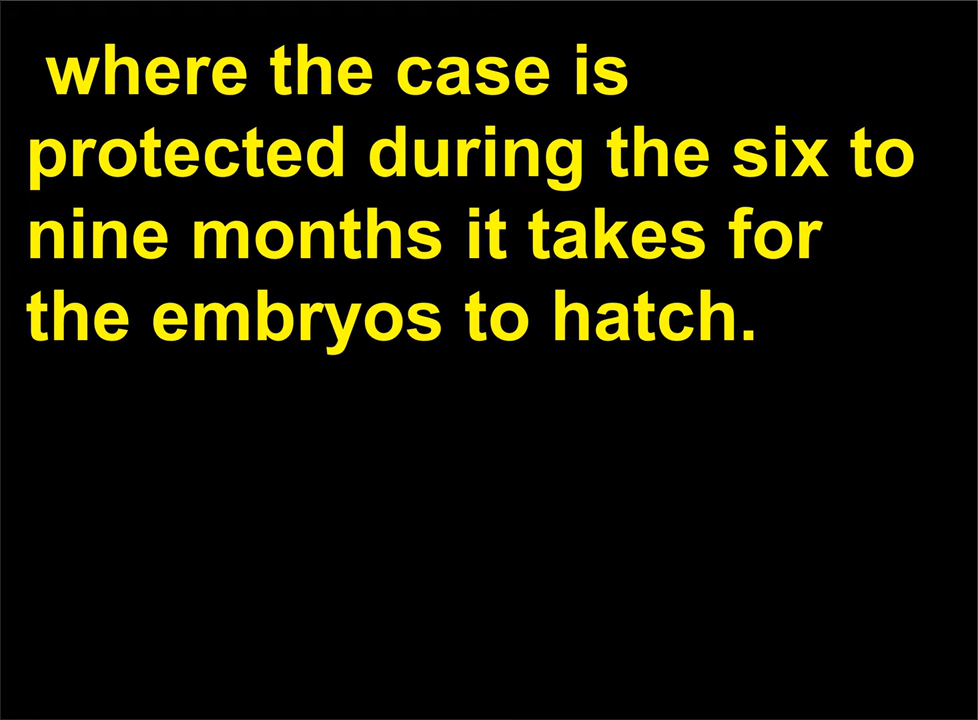 where the case is
protected during the six to
nine months it takes for
the embryos to hatch.